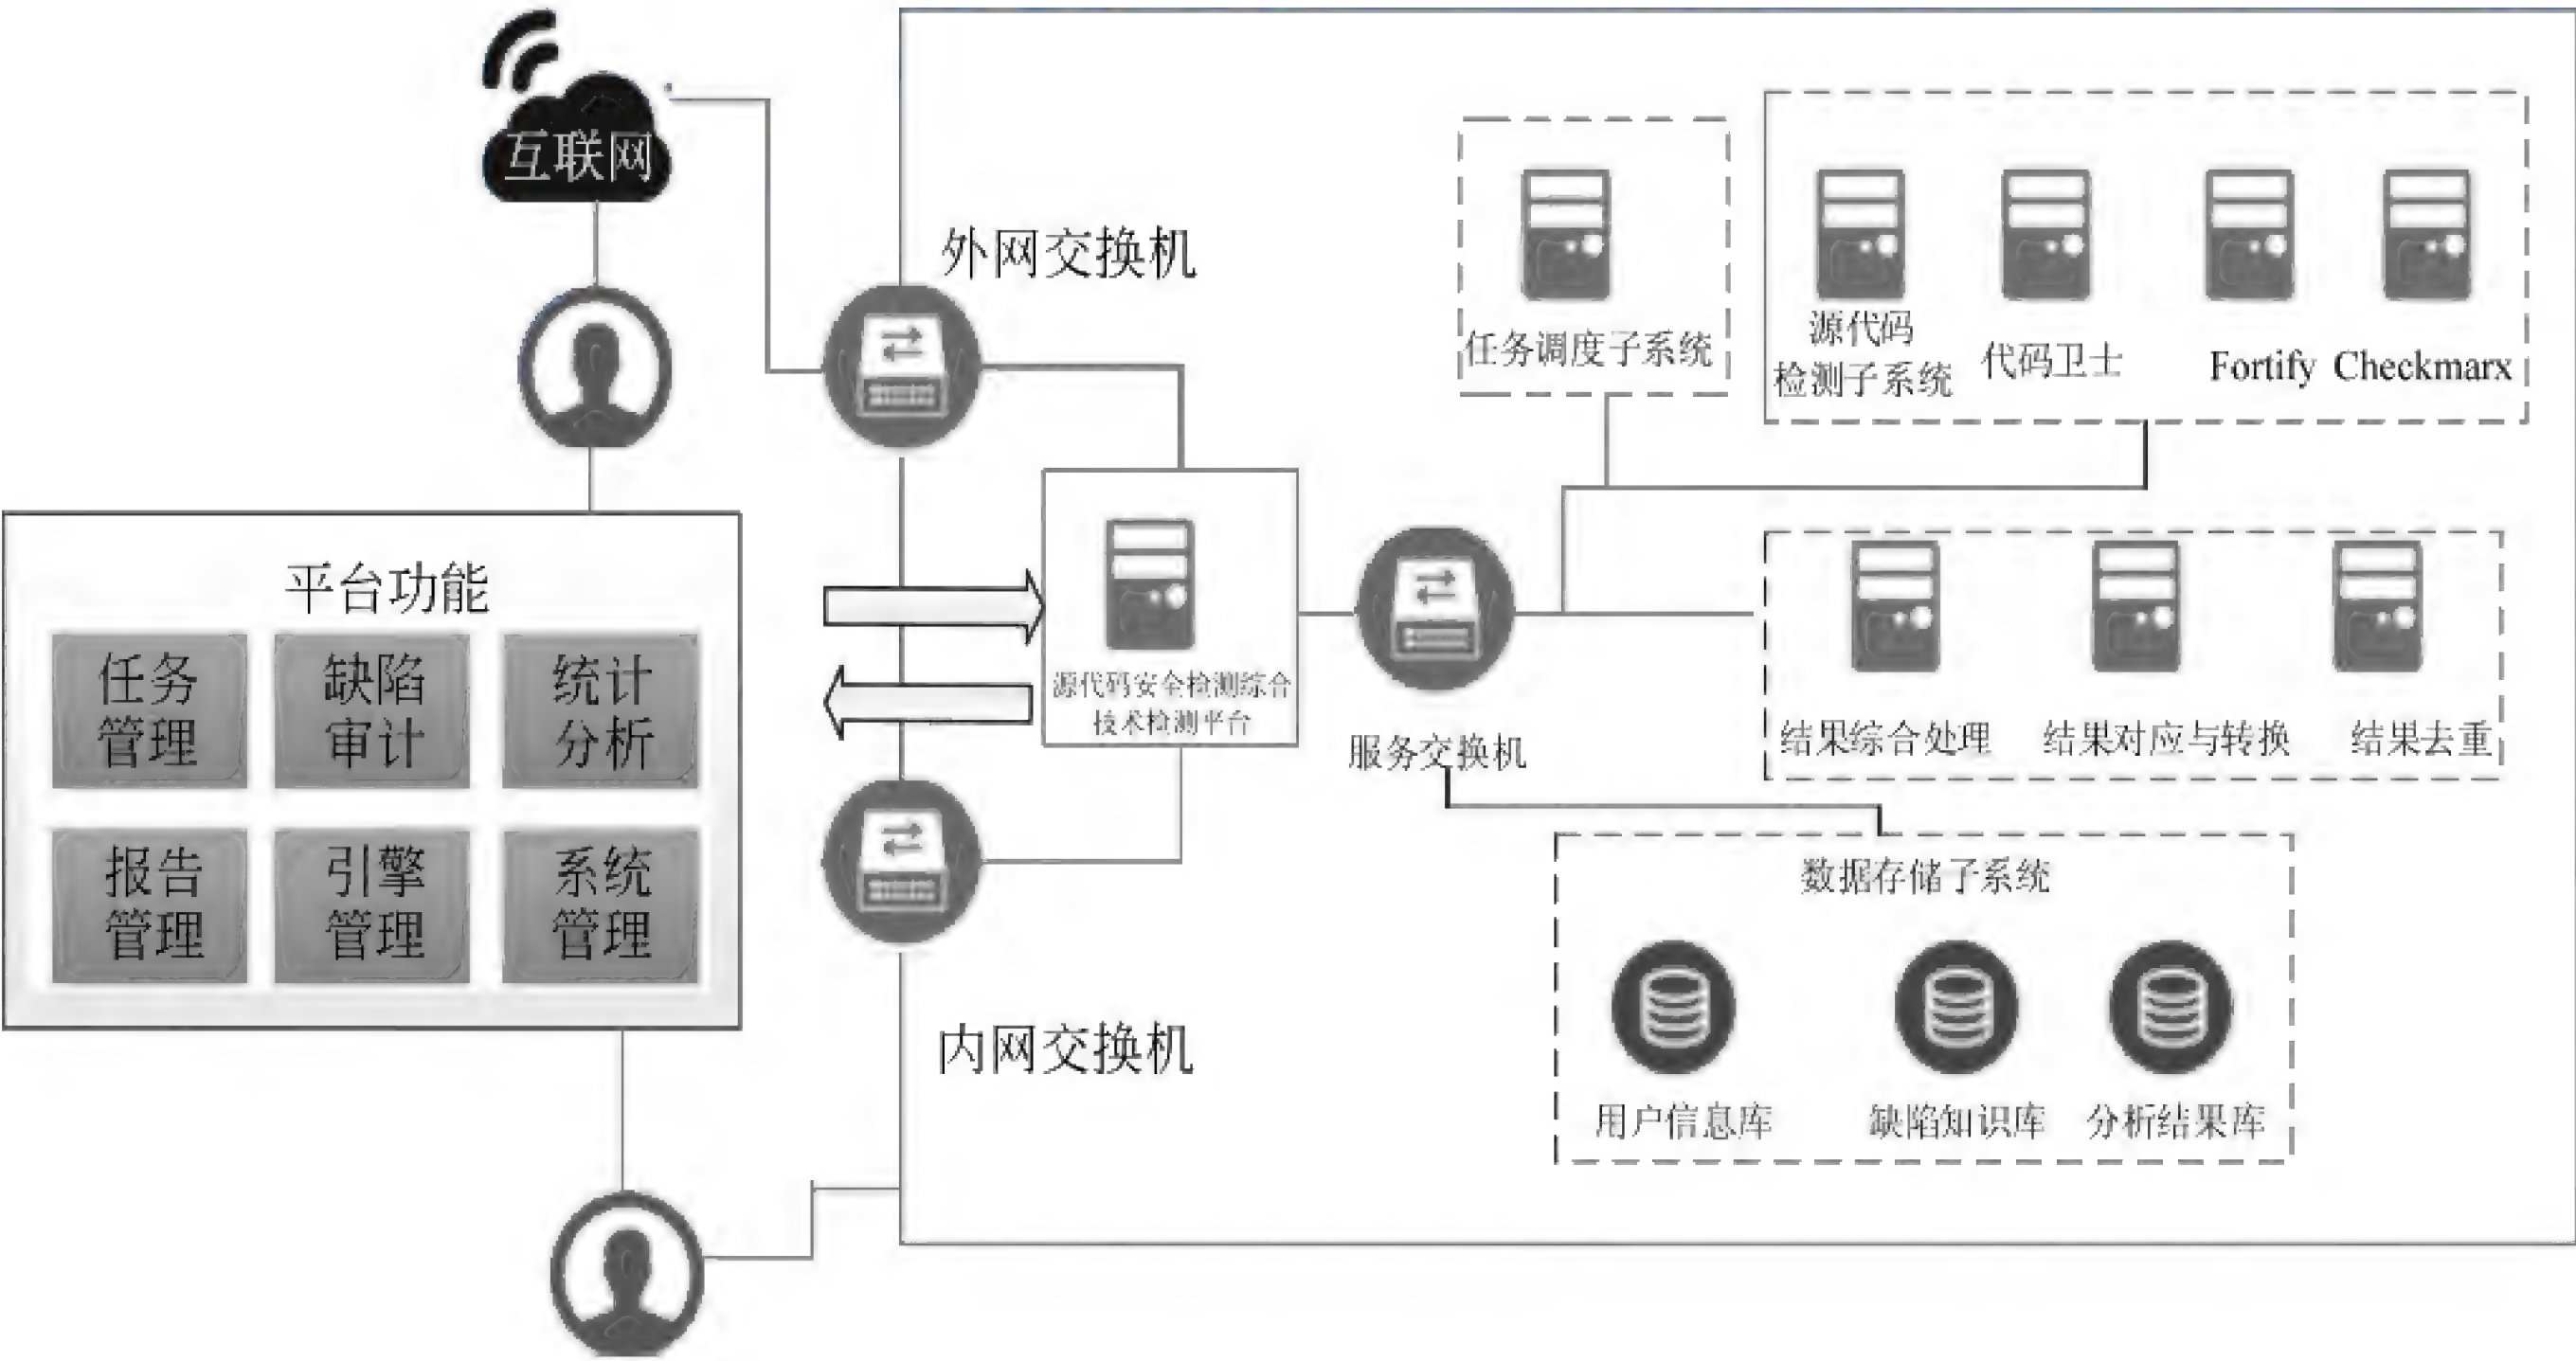 互联网
外网交换机
任务调度子系统
源代码
检测子系统
代码卫士
Fortify
Checkmarx
平台功能
任务
管理
缺陷
审计
统计
分析
报告
管理
引擎
管理
系统
管理
源代码安全检测综合
技术检测平台
服务交换机
结果综合处理
结果对应与转换
结果去重
内网交换机
数据存储子系统
用户信息库
缺陷知识库
分析结果库